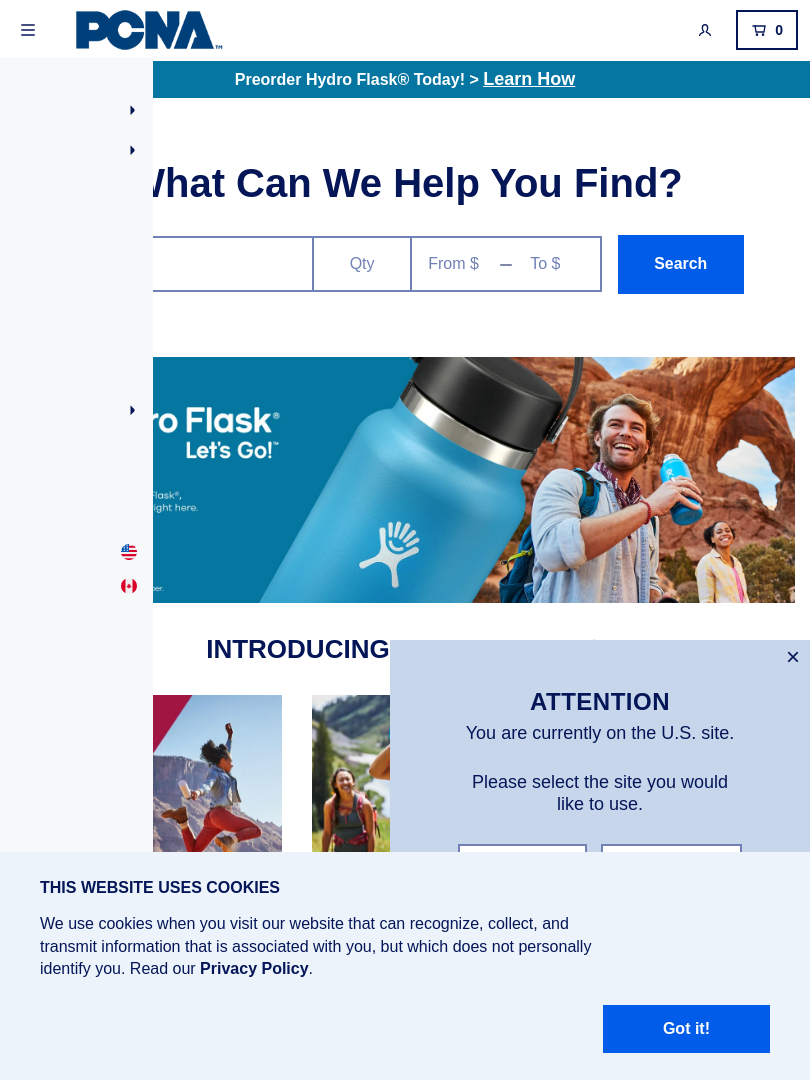 PCNA™
0
Preorder Hydro Flask® Today! > Learn How
What Can We Help You Find?
Qty
From $
To $
Search
ro Flask®
Let's Go!™
Flask®,
ight here.
INTRODUCING
ATTENTION
You are currently on the U.S. site.
Please select the site you would
like to use.
THIS WEBSITE USES COOKIES
We use cookies when you visit our website that can recognize, collect, and
transmit information that is associated with you, but which does not personally
identify you. Read our Privacy Policy.
Got it!